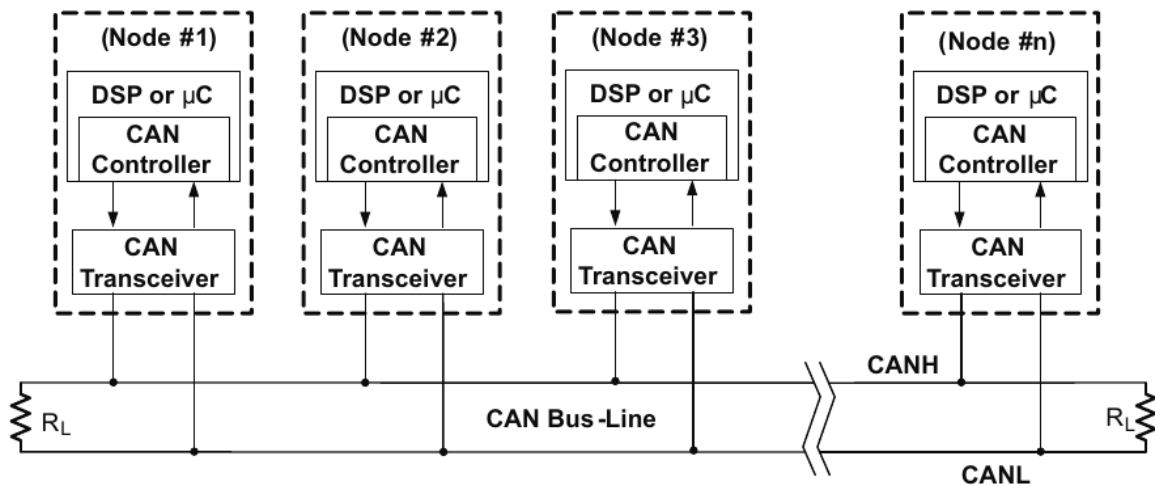 (Node #1)
DSP or µC
CAN
Controller
CAN
Transceiver
(Node #2)
DSP or µC
CAN
Controller
CAN
Transceiver
(Node #3)
DSP or µC
CAN
Controller
CAN
Transceiver
(Node #n)
DSP or µC
CAN
Controller
CAN
Transceiver
CANH
RL
CAN Bus-Line
RL
CANL